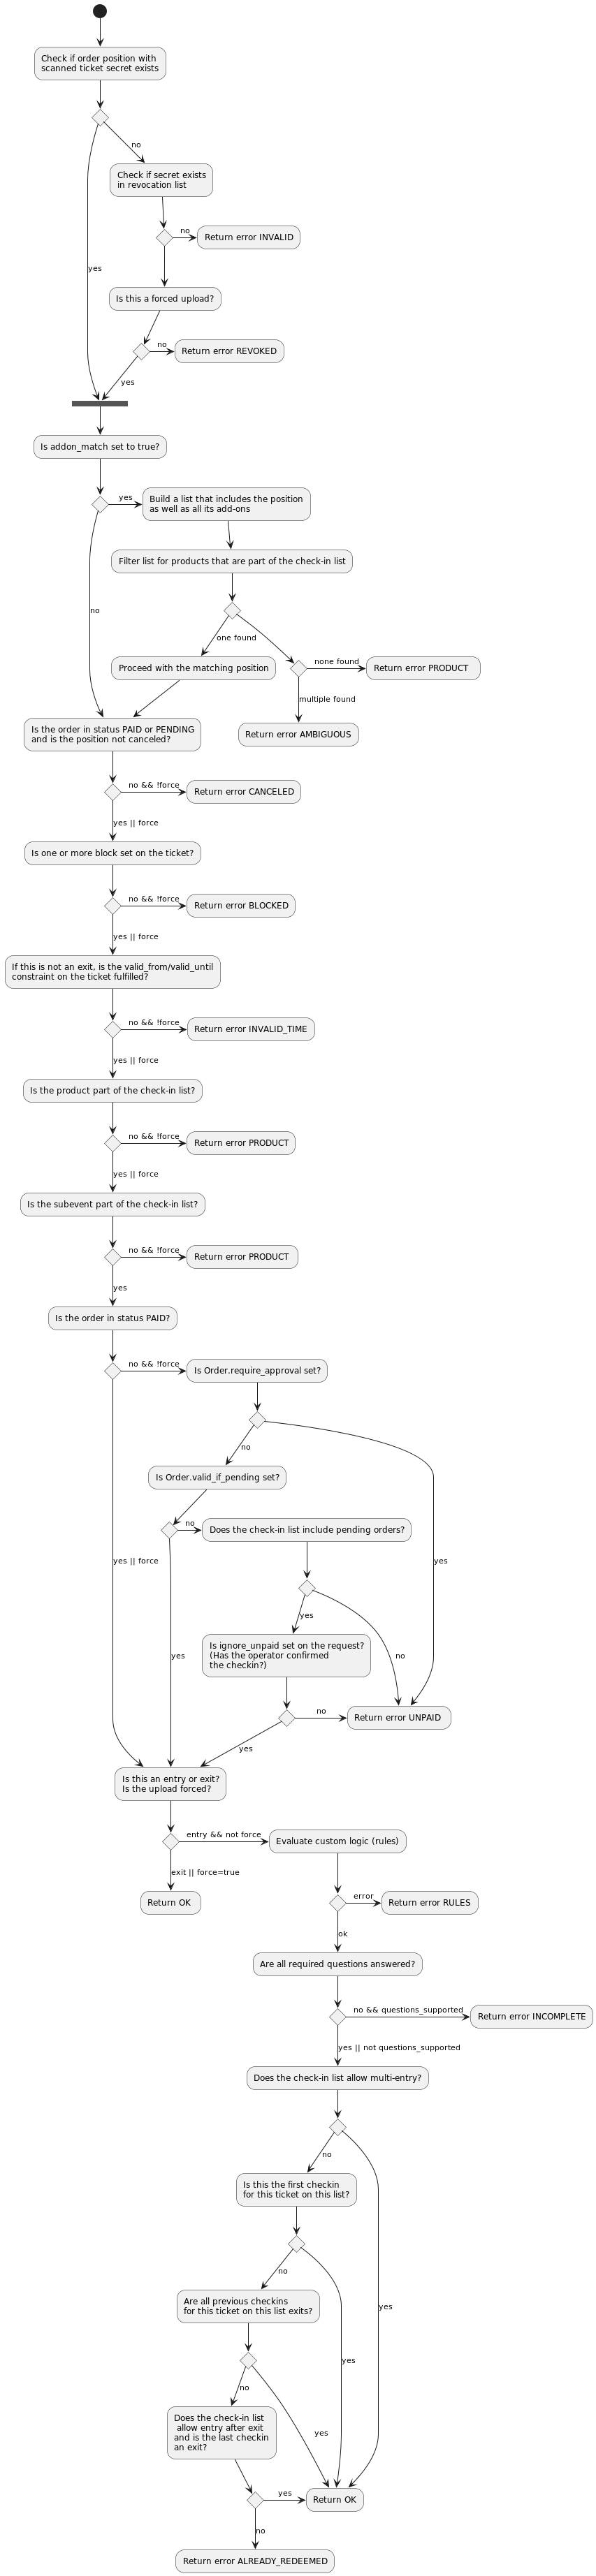 Check if order position with
scanned ticket secret exists
no
Check if secret exists
in revocation list
no
Return error INVALID
yes
Is this a forced upload?
no
Return error REVOKED
yes
Is addon_match set to true?
yes
Build a list that includes the position
as well as all its add-ons
Filter list for products that are part of the check-in list
no
one found
Proceed with the matching position
none found
Return error PRODUCT
multiple found
Is the order in status PAID or PENDING
and is the position not canceled?
Return error AMBIGUOUS
no && !force
Return error CANCELED
yes || force
Is one or more block set on the ticket?
no && !force
Return error BLOCKED
yes || force
If this is not an exit, is the valid_from/valid_until
constraint on the ticket fulfilled?
no && !force
Return error INVALID_TIME
yes || force
Is the product part of the check-in list?
no && !force
Return error PRODUCT
yes || force
Is the subevent part of the check-in list?
no && !force
Return error PRODUCT
yes
Is the order in status PAID?
no && !force
Is Order.require_approval set?
no
Is Order.valid_if_pending set?
no
Does the check-in list include pending orders?
yes || force
yes
yes
Is ignore_unpaid set on the request?
(Has the operator confirmed
the checkin?)
yes
no
no
Return error UNPAID
yes
Is this an entry or exit?
Is the upload forced?
entry && not force
Evaluate custom logic (rules)
exit || force=true
Return OK
error
Return error RULES
ok
Are all required questions answered?
no && questions_supported
Return error INCOMPLETE
yes || not questions_supported
Does the check-in list allow multi-entry?
no
Is this the first checkin
for this ticket on this list?
no
Are all previous checkins
for this ticket on this list exits?
yes
yes
no
Does the check-in list
allow entry after exit
and is the last checkin
an exit?
yes
yes
Return OK
no
Return error ALREADY_REDEEMED